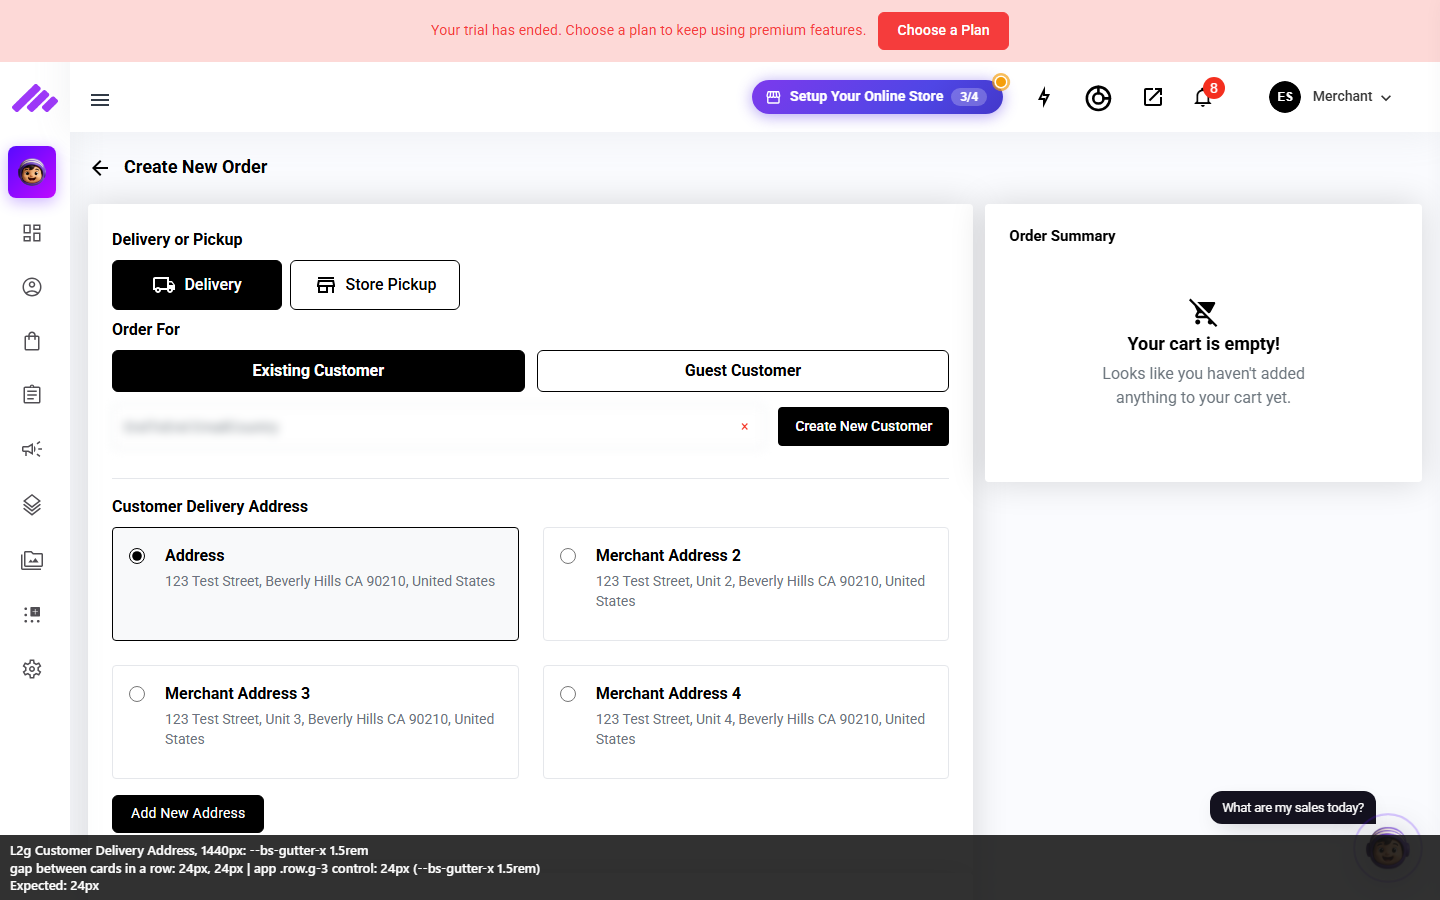 Your trial has ended. Choose a plan to keep using premium features.
Choose a Plan
Setup Your Online Store 3/4
8
ES
Merchant
Create New Order
Delivery or Pickup
Delivery
Store Pickup
Order For
Existing Customer
Guest Customer
×
Create New Customer
Customer Delivery Address
Address
123 Test Street, Beverly Hills CA 90210, United States
Merchant Address 2
123 Test Street, Unit 2, Beverly Hills CA 90210, United
States
Merchant Address 3
123 Test Street, Unit 3, Beverly Hills CA 90210, United
States
Merchant Address 4
123 Test Street, Unit 4, Beverly Hills CA 90210, United
States
Add New Address
Order Summary
Your cart is empty!
Looks like you haven't added
anything to your cart yet.
What are my sales today?
L2g Customer Delivery Address, 1440px: --bs-gutter-x 1.5rem
gap between cards in a row: 24px, 24px | app .row.g-3 control: 24px (--bs-gutter-x 1.5rem)
Expected: 24px